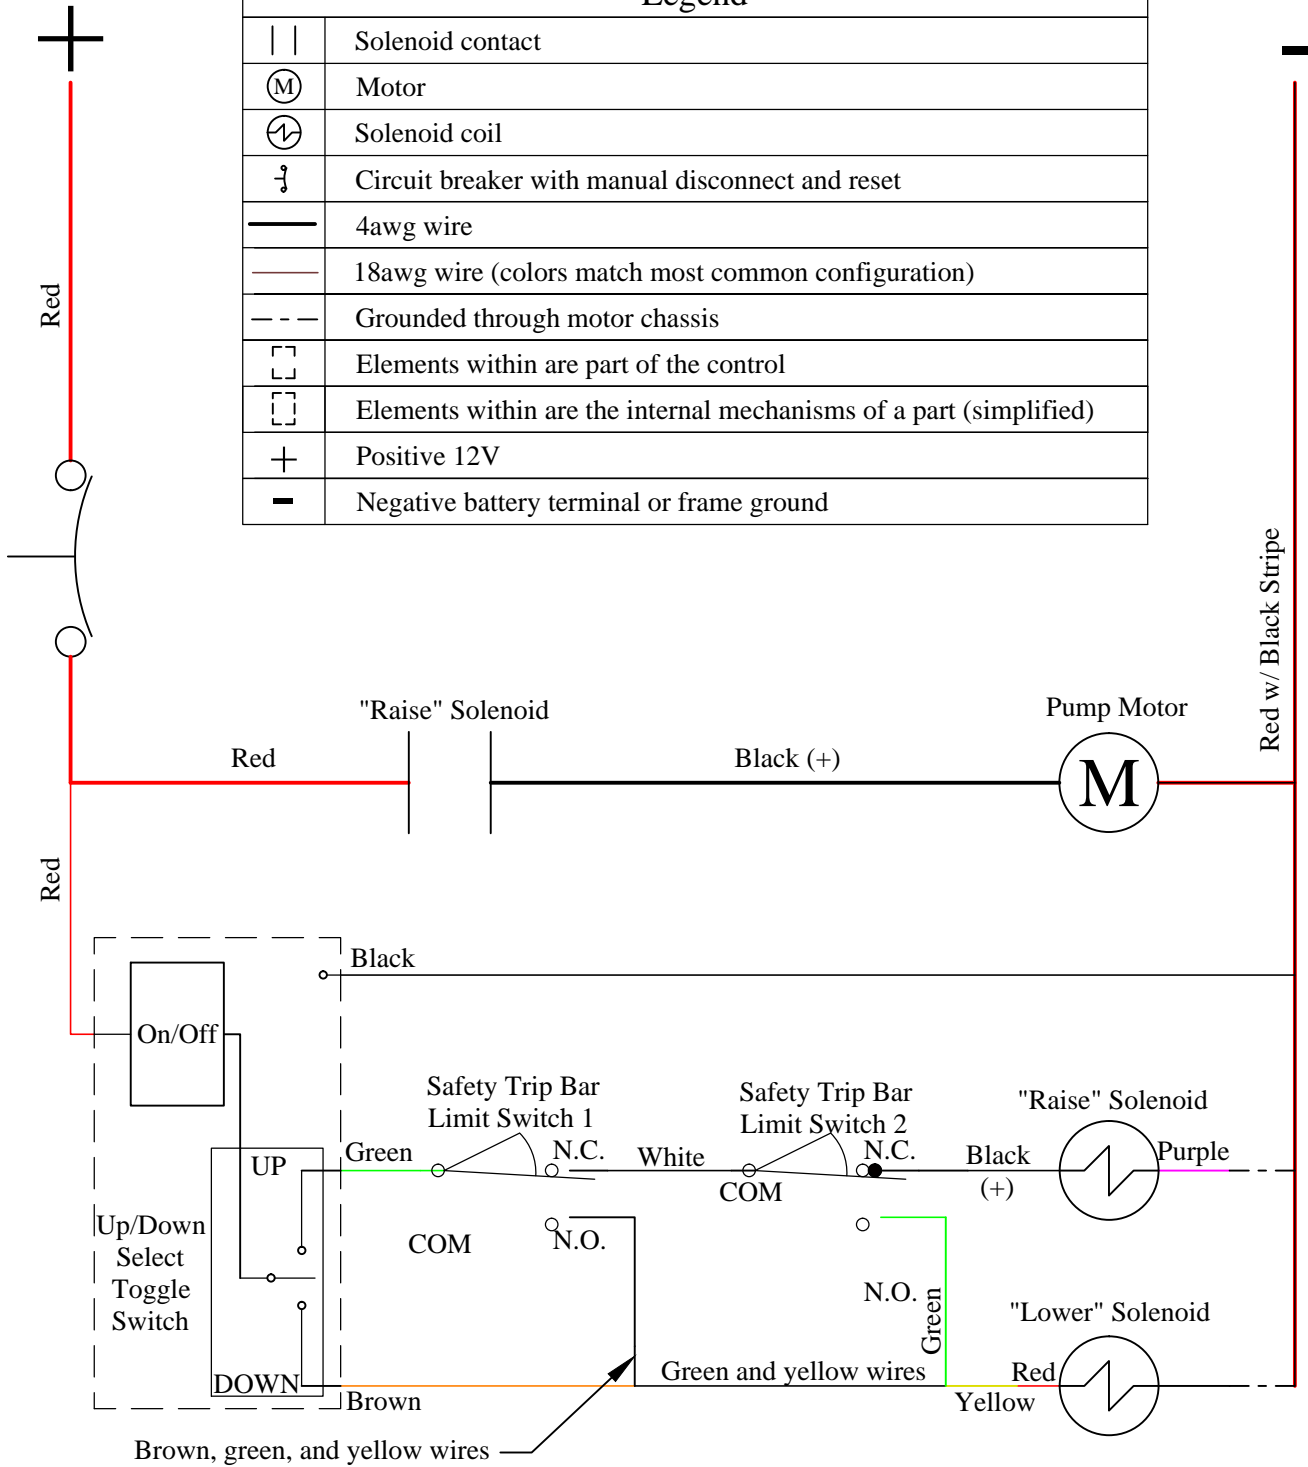 Legend
Solenoid contact
M Motor
Solenoid coil
Circuit breaker with manual disconnect and reset
4awg wire
18awg wire (colors match most common configuration)
Grounded through motor chassis
Elements within are part of the control
Elements within are the internal mechanisms of a part (simplified)
+ Positive 12V
- Negative battery terminal or frame ground
+
-
Red
Red w/ Black Stripe
"Raise" Solenoid
Pump Motor
Red
Black (+)
M
Red
Black
On/Off
Safety Trip Bar
Limit Switch 1
Safety Trip Bar
Limit Switch 2
"Raise" Solenoid
UP
Green
N.C.
White
COM
N.C.
Black
(+)
Purple
Up/Down
Select
Toggle
Switch
COM
N.O.
N.O.
Green
"Lower" Solenoid
DOWN
Brown
Green and yellow wires
Yellow
Red
Brown, green, and yellow wires